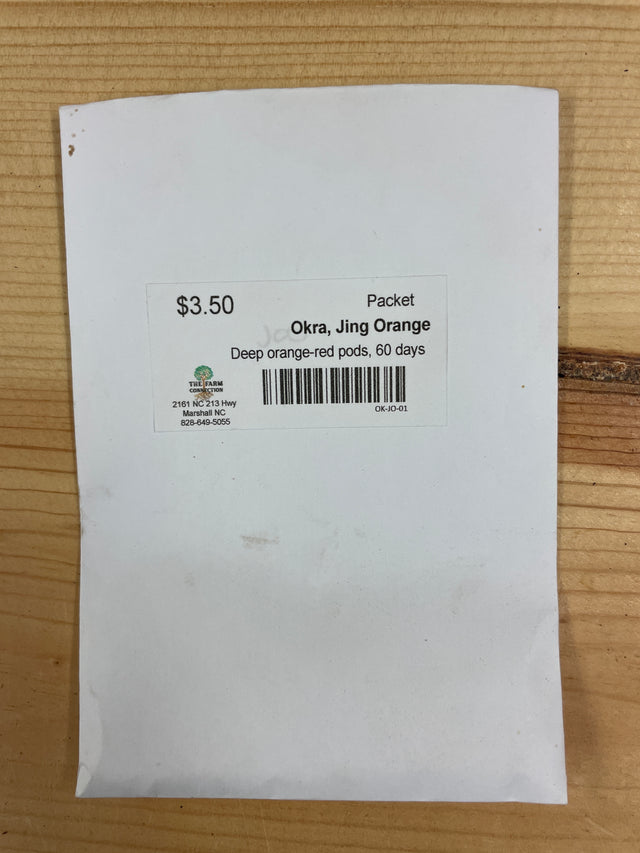 $3.50
Packet
Okra, Jing Orange
Deep orange-red pods, 60 days
THE FARM
CONNECTION
2161 NC 213 Hwy
Marshall NC
828-649-5055
OK-JO-01